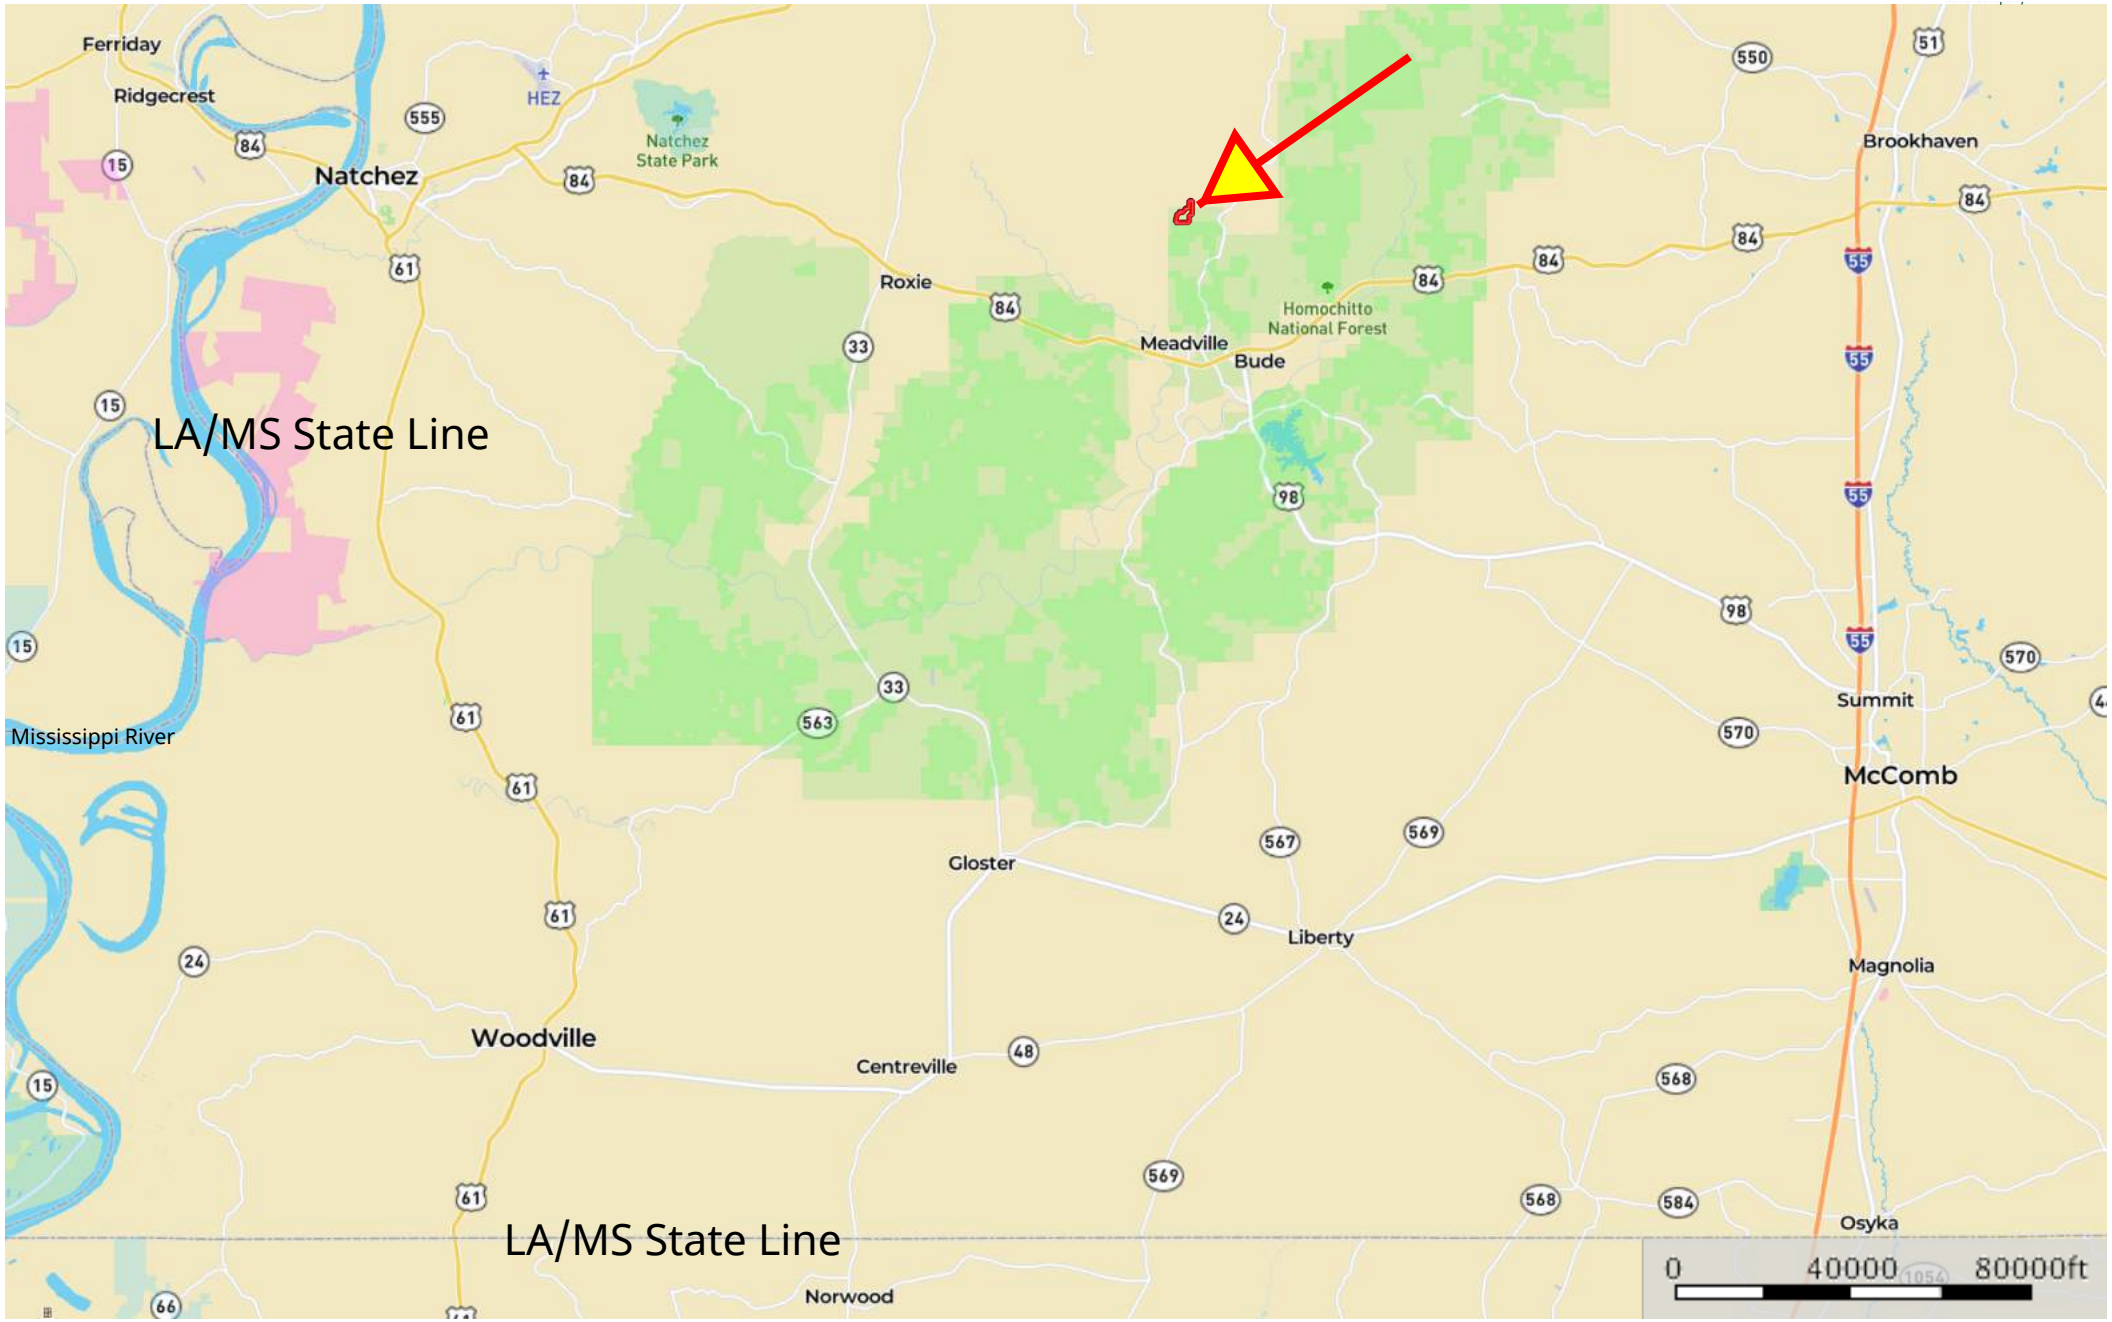 Ferriday
51
550
Ridgecrest
HEZ
555
84
Natchez
State Park
Brookhaven
15
Natchez
84
84
84
61
55
84
84
Roxie
84
Homochitto
National Forest
33
Meadville
Bude
55
15
LA/MS State Line
98
55
98
55
15
570
33
Summit
61
563
570
Mississippi River
McComb
61
567
569
Gloster
61
24
Liberty
24
Magnolia
Woodville
48
Centreville
568
15
569
61
568
584
Osyka
LA/MS State Line
0 40000 80000ft
1054
Norwood
66